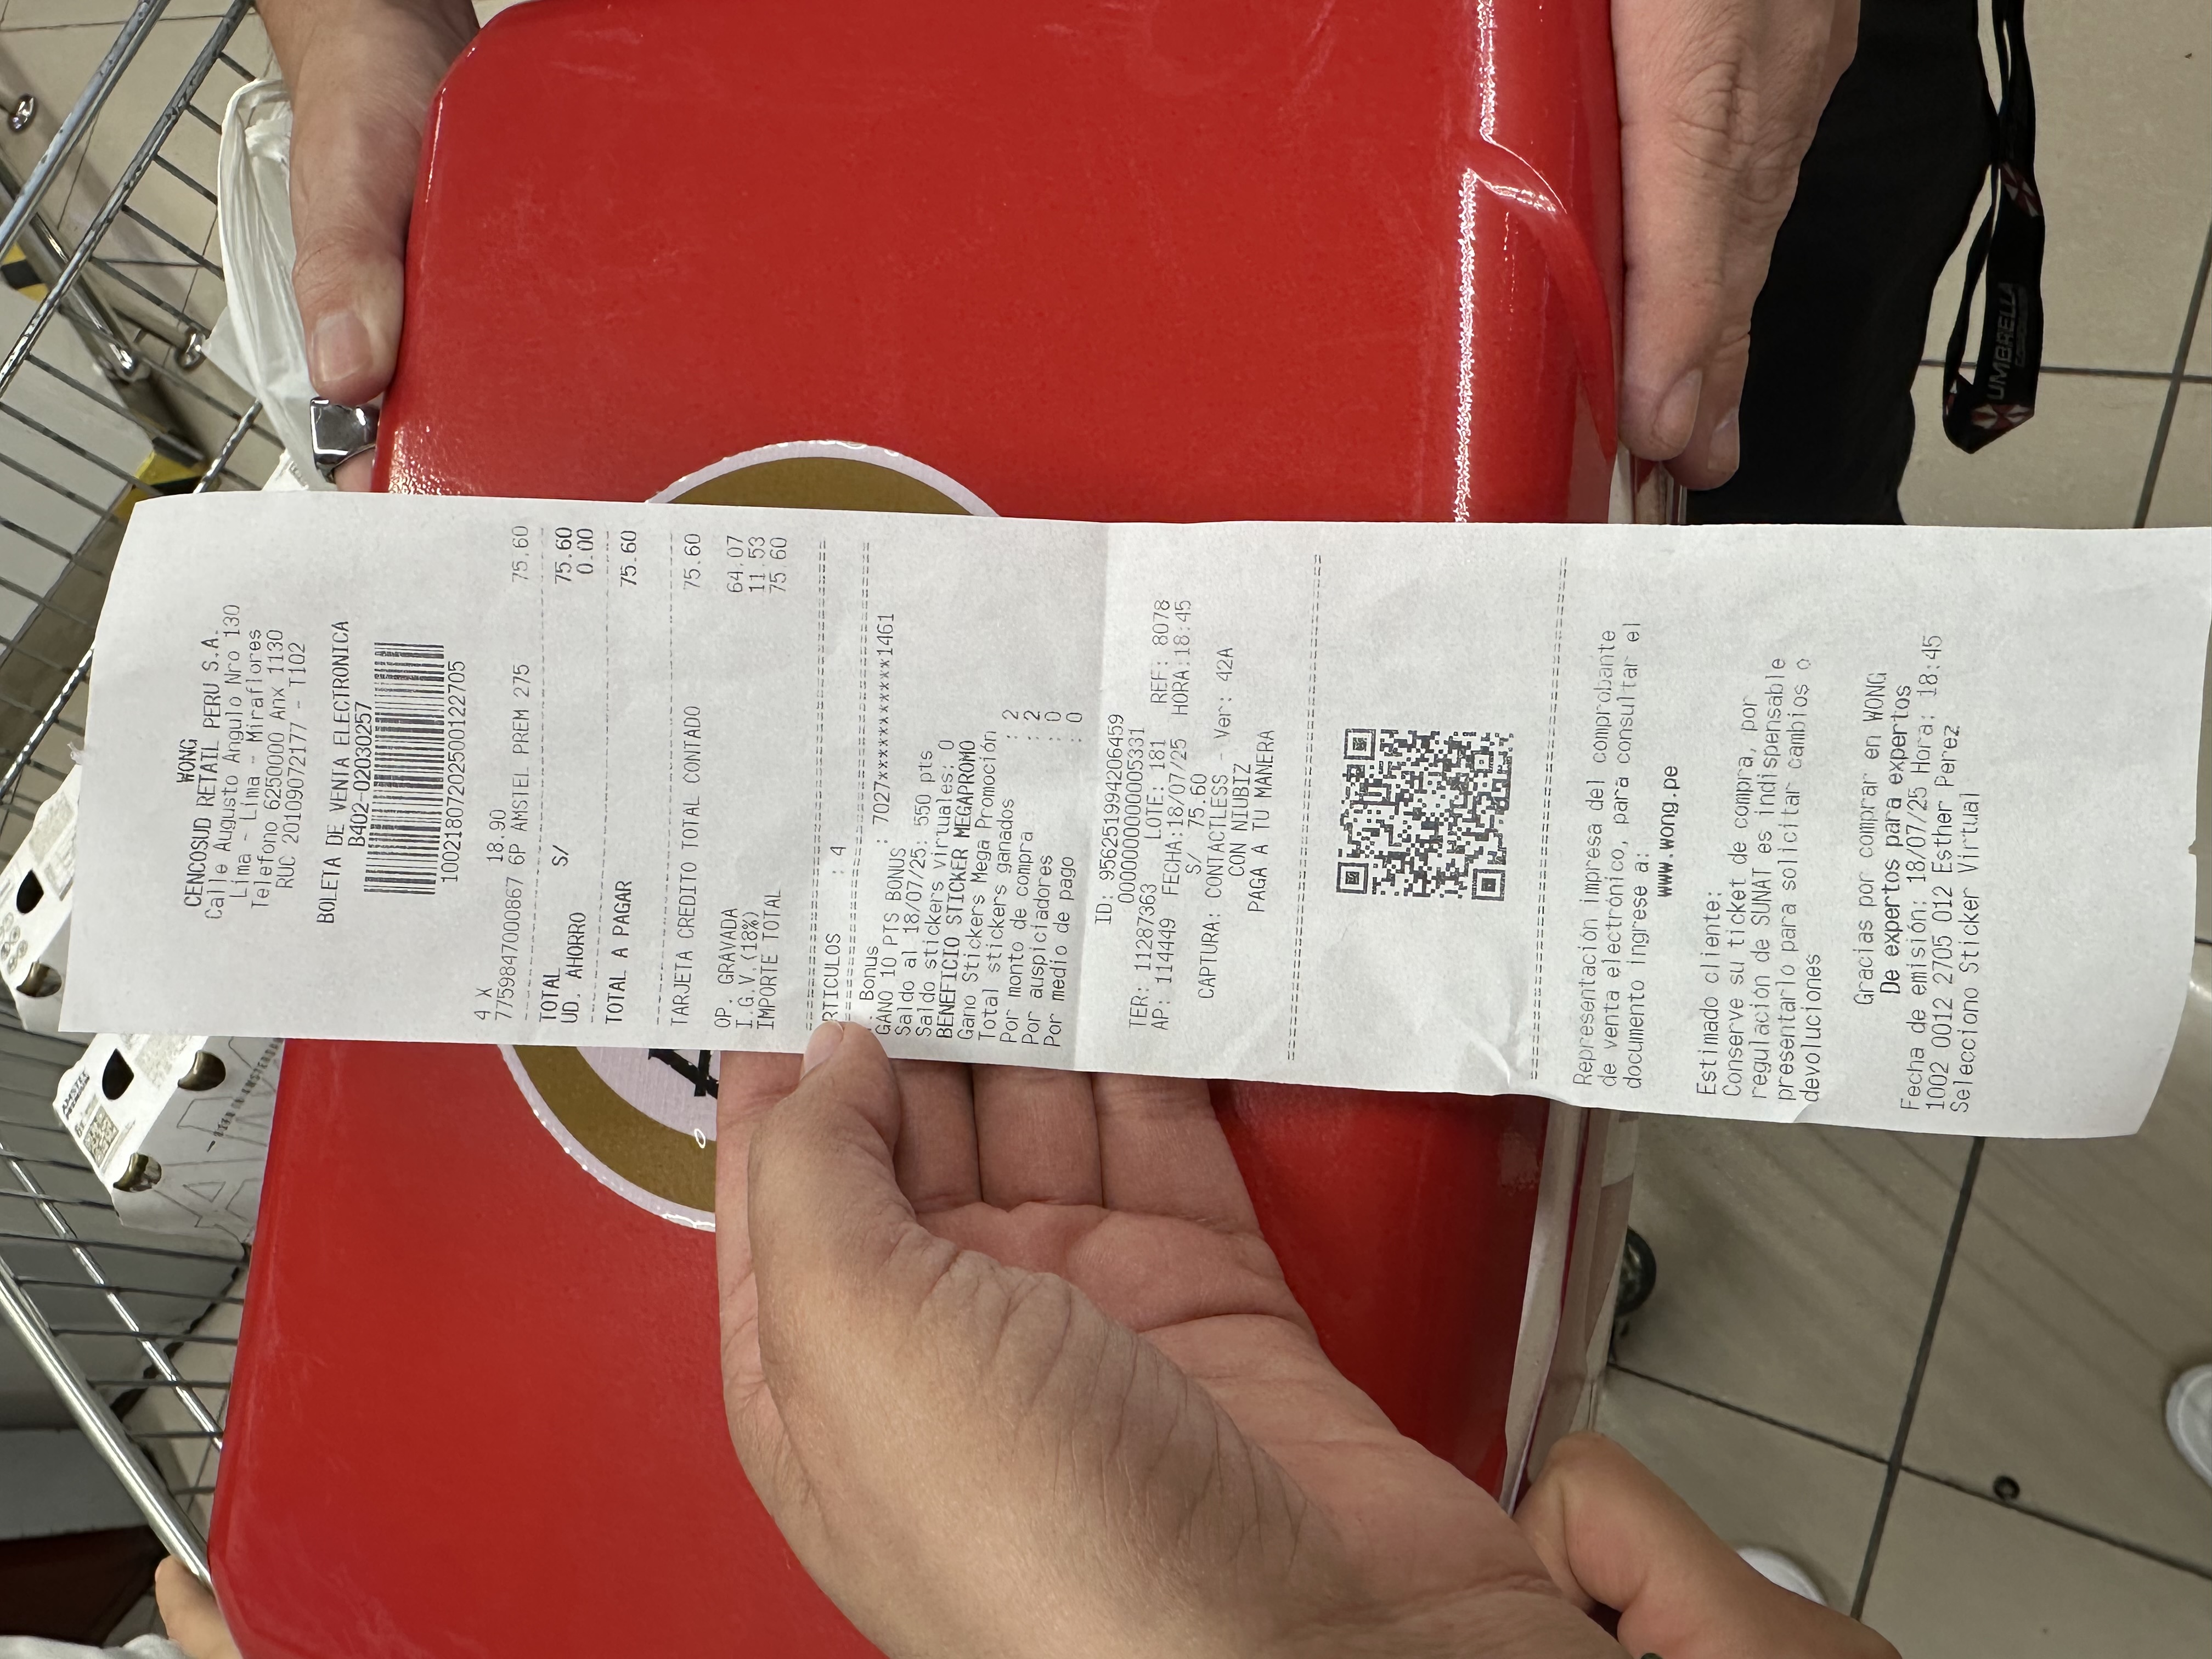 AMSTEL
WONG
CENCOSUD RETAIL PERU S.A.
Calle Augusto Angulo Nro 130
Lima - Lima - Miraflores
Telefono 6250000 Anx 1130
RUC 20109072177 - T102
BOLETA DE VENTA ELECTRONICA
B402-02030257
10021807202500122705
4 X 18.90
7759847000867 6P AMSTEL PREM 275 75.60
TOTAL S/ 75.60
UD. AHORRO 0.00
TOTAL A PAGAR 75.60
TARJETA CREDITO TOTAL CONTADO 75.60
OP. GRAVADA 64.07
I.G.V.(18%) 11.53
IMPORTE TOTAL 75.60
RTICULOS : 4
. Bonus : 7027***********1461
GANO 10 PTS BONUS
Saldo al 18/07/25: 550 pts
Saldo stickers virtuales: 0
BENEFICIO STICKER MEGAPROMO
Gano Stickers Mega Promoción
Total stickers ganados : 2
Por monto de compra : 2
Por auspiciadores : 0
Por medio de pago : 0
ID: 956251994206459
0000000000005331
TER: 11287363 LOTE: 181 REF: 8078
AP: 114449 FECHA:18/07/25 HORA:18:45
S/ 75.60
CAPTURA: CONTACTLESS - Ver: 42A
CON NIUBIZ
PAGA A TU MANERA
Representación impresa del comprobante
de venta electrónico, para consultar el
documento ingrese a:
www.wong.pe
Estimado cliente:
Conserve su ticket de compra, por
regulación de SUNAT es indispensable
presentarlo para solicitar cambios o
devoluciones
Gracias por comprar en WONG
De expertos para expertos
Fecha de emisión: 18/07/25 Hora: 18:45
1002 0012 2705 012 Esther Perez
Selecciono Sticker Virtual
UMBRELLA